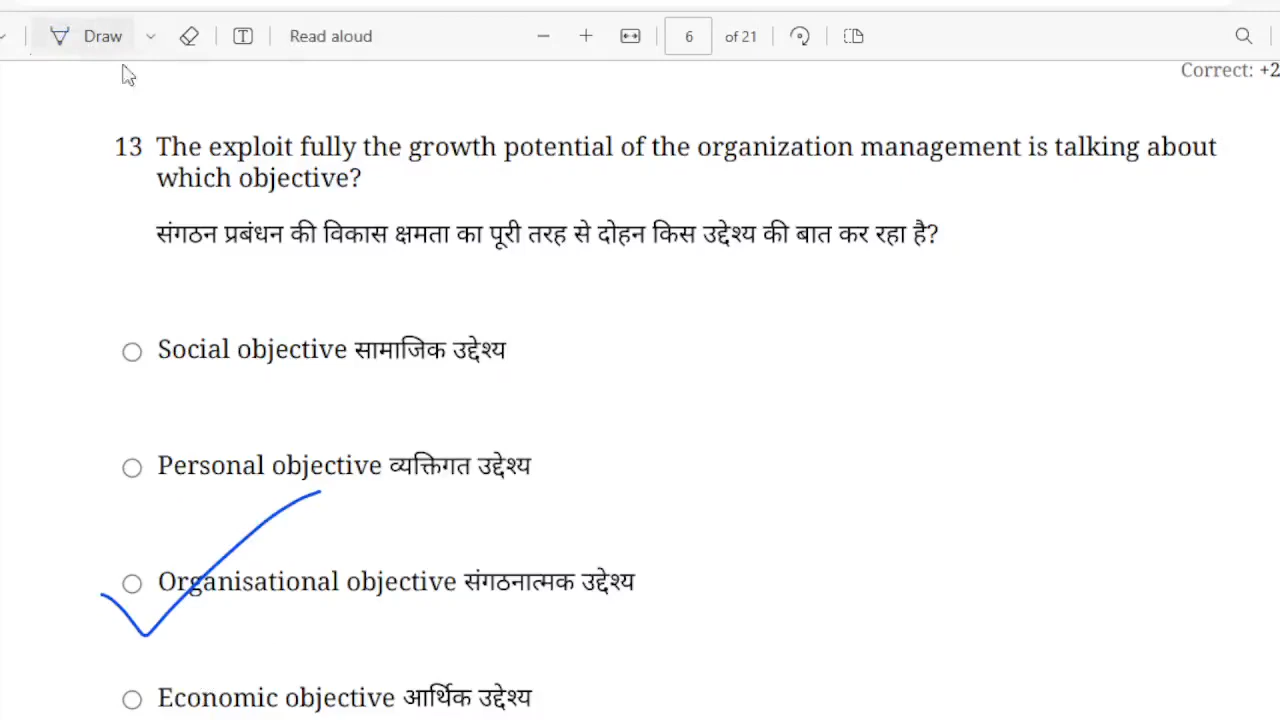 Draw
Read aloud
6 of 21
Correct: +2
13 The exploit fully the growth potential of the organization management is talking about
which objective?
संगठन प्रबंधन की विकास क्षमता का पूरी तरह से दोहन किस उद्देश्य की बात कर रहा है?
Social objective सामाजिक उद्देश्य
Personal objective व्यक्तिगत उद्देश्य
Organisational objective संगठनात्मक उद्देश्य
Economic objective आर्थिक उद्देश्य